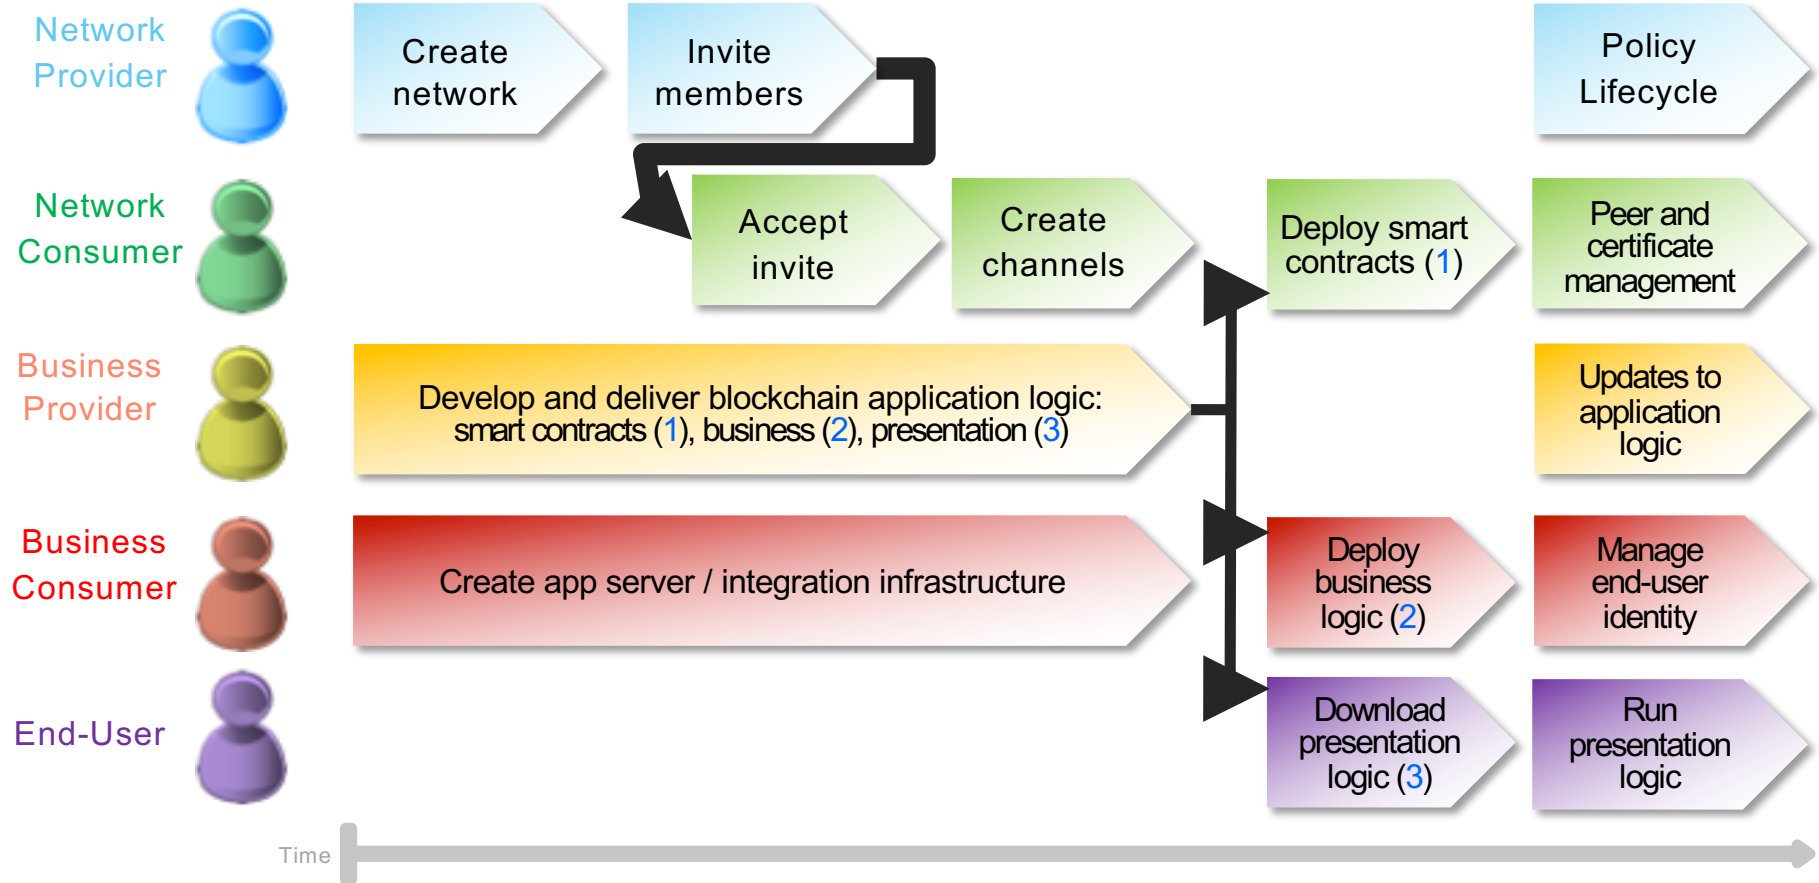 Network
Provider
Create
network
Invite
members
Policy
Lifecycle
Network
Consumer
Accept
invite
Create
channels
Deploy smart
contracts (1)
Peer and
certificate
management
Business
Provider
Develop and deliver blockchain application logic:
smart contracts (1), business (2), presentation (3)
Updates to
application
logic
Business
Consumer
Create app server / integration infrastructure
Deploy
business
logic (2)
Manage
end-user
identity
End-User
Download
presentation
logic (3)
Run
presentation
logic
Time